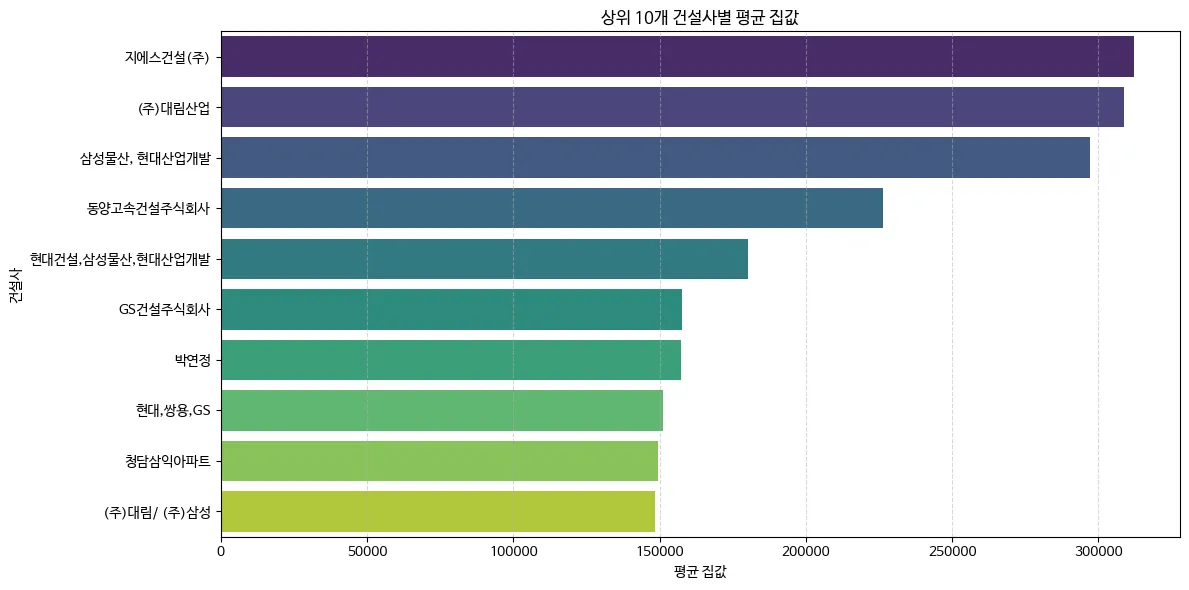 상위 10개 건설사별 평균 집값
건설사
지에스건설(주)
(주)대림산업
삼성물산, 현대산업개발
동양고속건설주식회사
현대건설,삼성물산,현대산업개발
GS건설주식회사
박연정
현대,쌍용,GS
청담삼익아파트
(주)대림/ (주)삼성
0 50000 100000 150000 200000 250000 300000
평균 집값